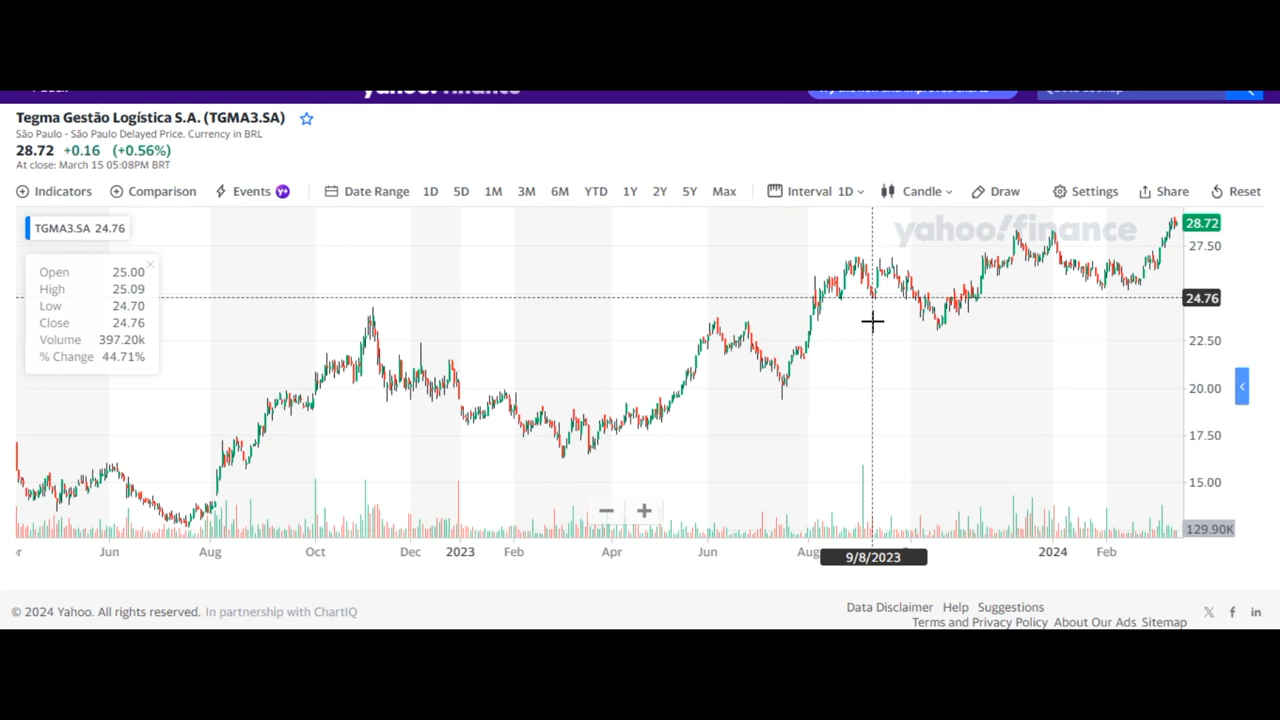 yahoo! finance
Tegma Gestão Logística S.A. (TGMA3.SA)
São Paulo - São Paulo Delayed Price. Currency in BRL
28.72 +0.16 (+0.56%)
At close: March 15 05:08PM BRT
Indicators Comparison Events Y+ Date Range 1D 5D 1M 3M 6M YTD 1Y 2Y 5Y Max Interval 1D Candle Draw Settings Share Reset
TGMA3.SA 24.76
yahoo!finance
28.72
27.50
Open 25.00
High 25.09
Low 24.70
Close 24.76
Volume 397.20k
% Change 44.71%
24.76
22.50
20.00
17.50
15.00
129.90K
Jun Aug Oct Dec 2023 Feb Apr Jun 2024 Feb
9/8/2023
© 2024 Yahoo. All rights reserved. In partnership with ChartIQ
Data Disclaimer Help Suggestions
Terms and Privacy Policy About Our Ads Sitemap